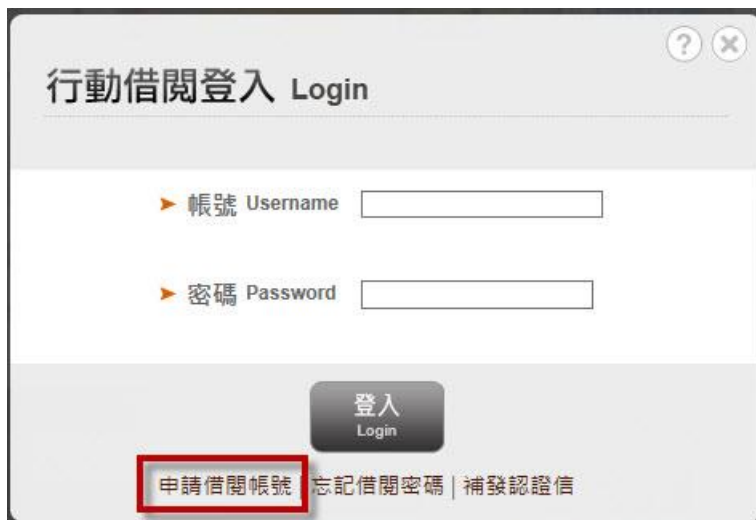 ?
行動借閱登入 Login
帳號 Username
密碼 Password
登入
Login
申請借閱帳號 | 忘記借閱密碼 | 補發認證信